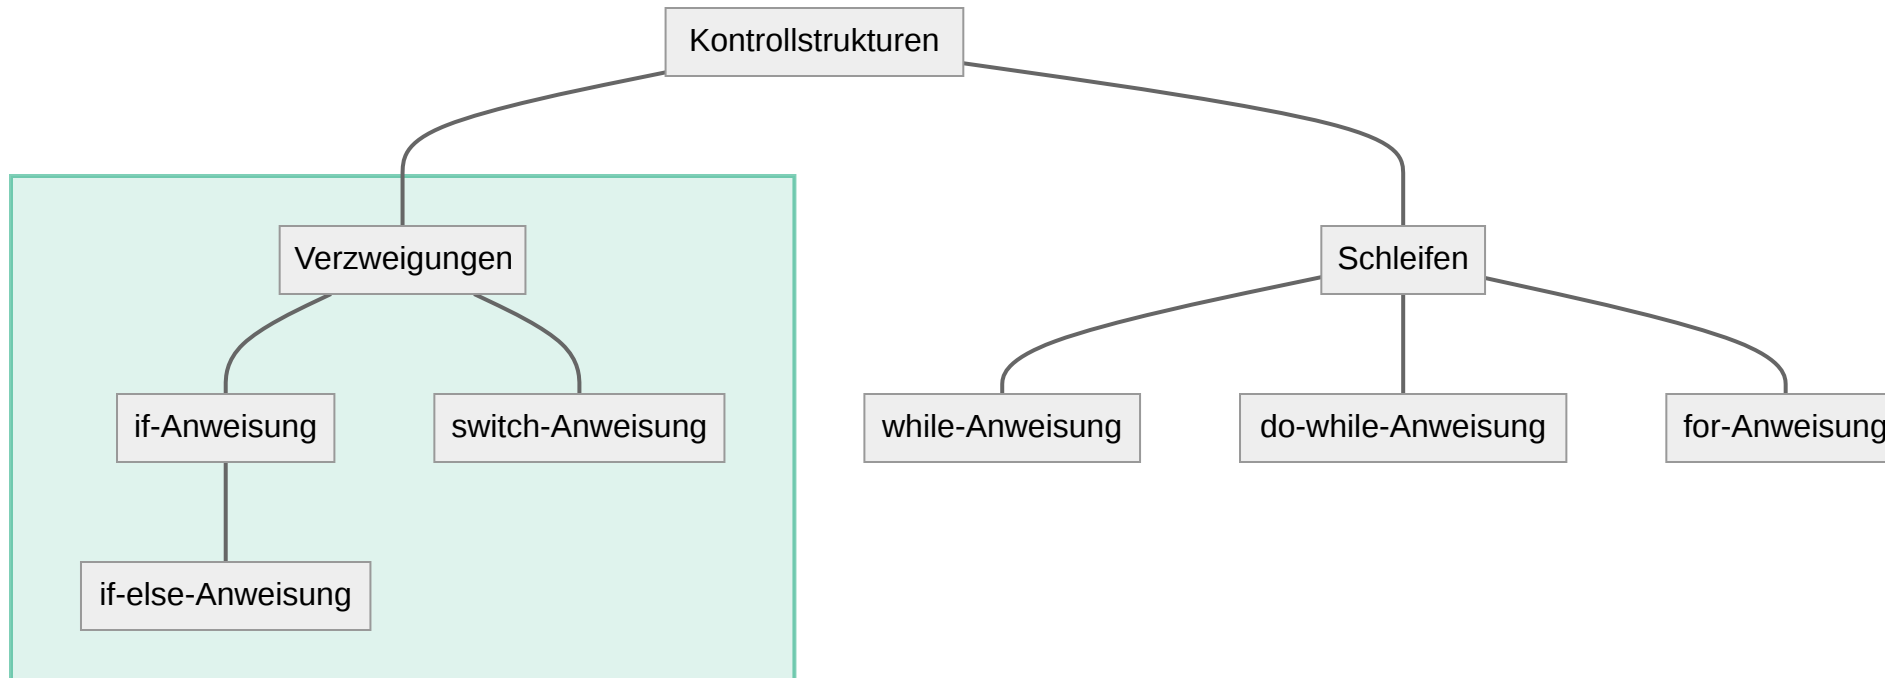 Kontrollstrukturen
Verzweigungen
Schleifen
if-Anweisung
switch-Anweisung
while-Anweisung
do-while-Anweisung
for-Anweisung
if-else-Anweisung